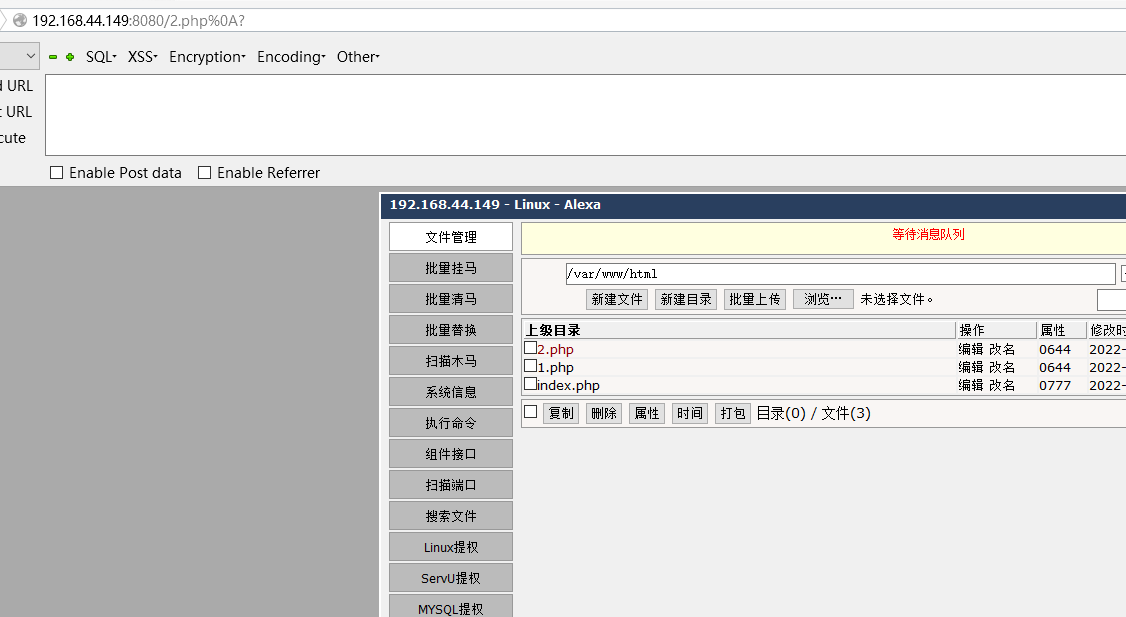 192.168.44.149:8080/2.php%0A?
SQL XSS Encryption Encoding Other
URL
URL
cute
Enable Post data Enable Referrer
192.168.44.149 - Linux - Alexa
文件管理
批量挂马
批量清马
批量替换
扫描木马
系统信息
执行命令
组件接口
扫描端口
搜索文件
Linux提权
ServU提权
MYSQL提权
等待消息队列
/var/www/html
新建文件 新建目录 批量上传 浏览… 未选择文件。
上级目录 操作 属性 修改时
2.php 编辑 改名 0644 2022-
1.php 编辑 改名 0644 2022-
index.php 编辑 改名 0777 2022-
复制 删除 属性 时间 打包 目录(0) / 文件(3)